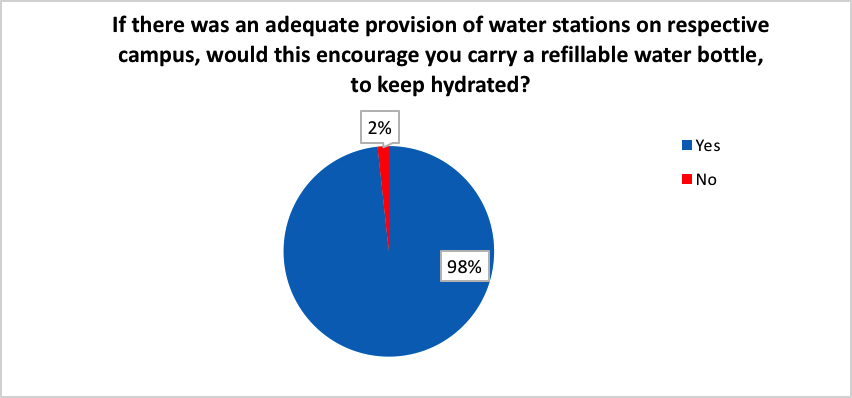 If there was an adequate provision of water stations on respective
campus, would this encourage you carry a refillable water bottle,
to keep hydrated?
2%
Yes
No
98%